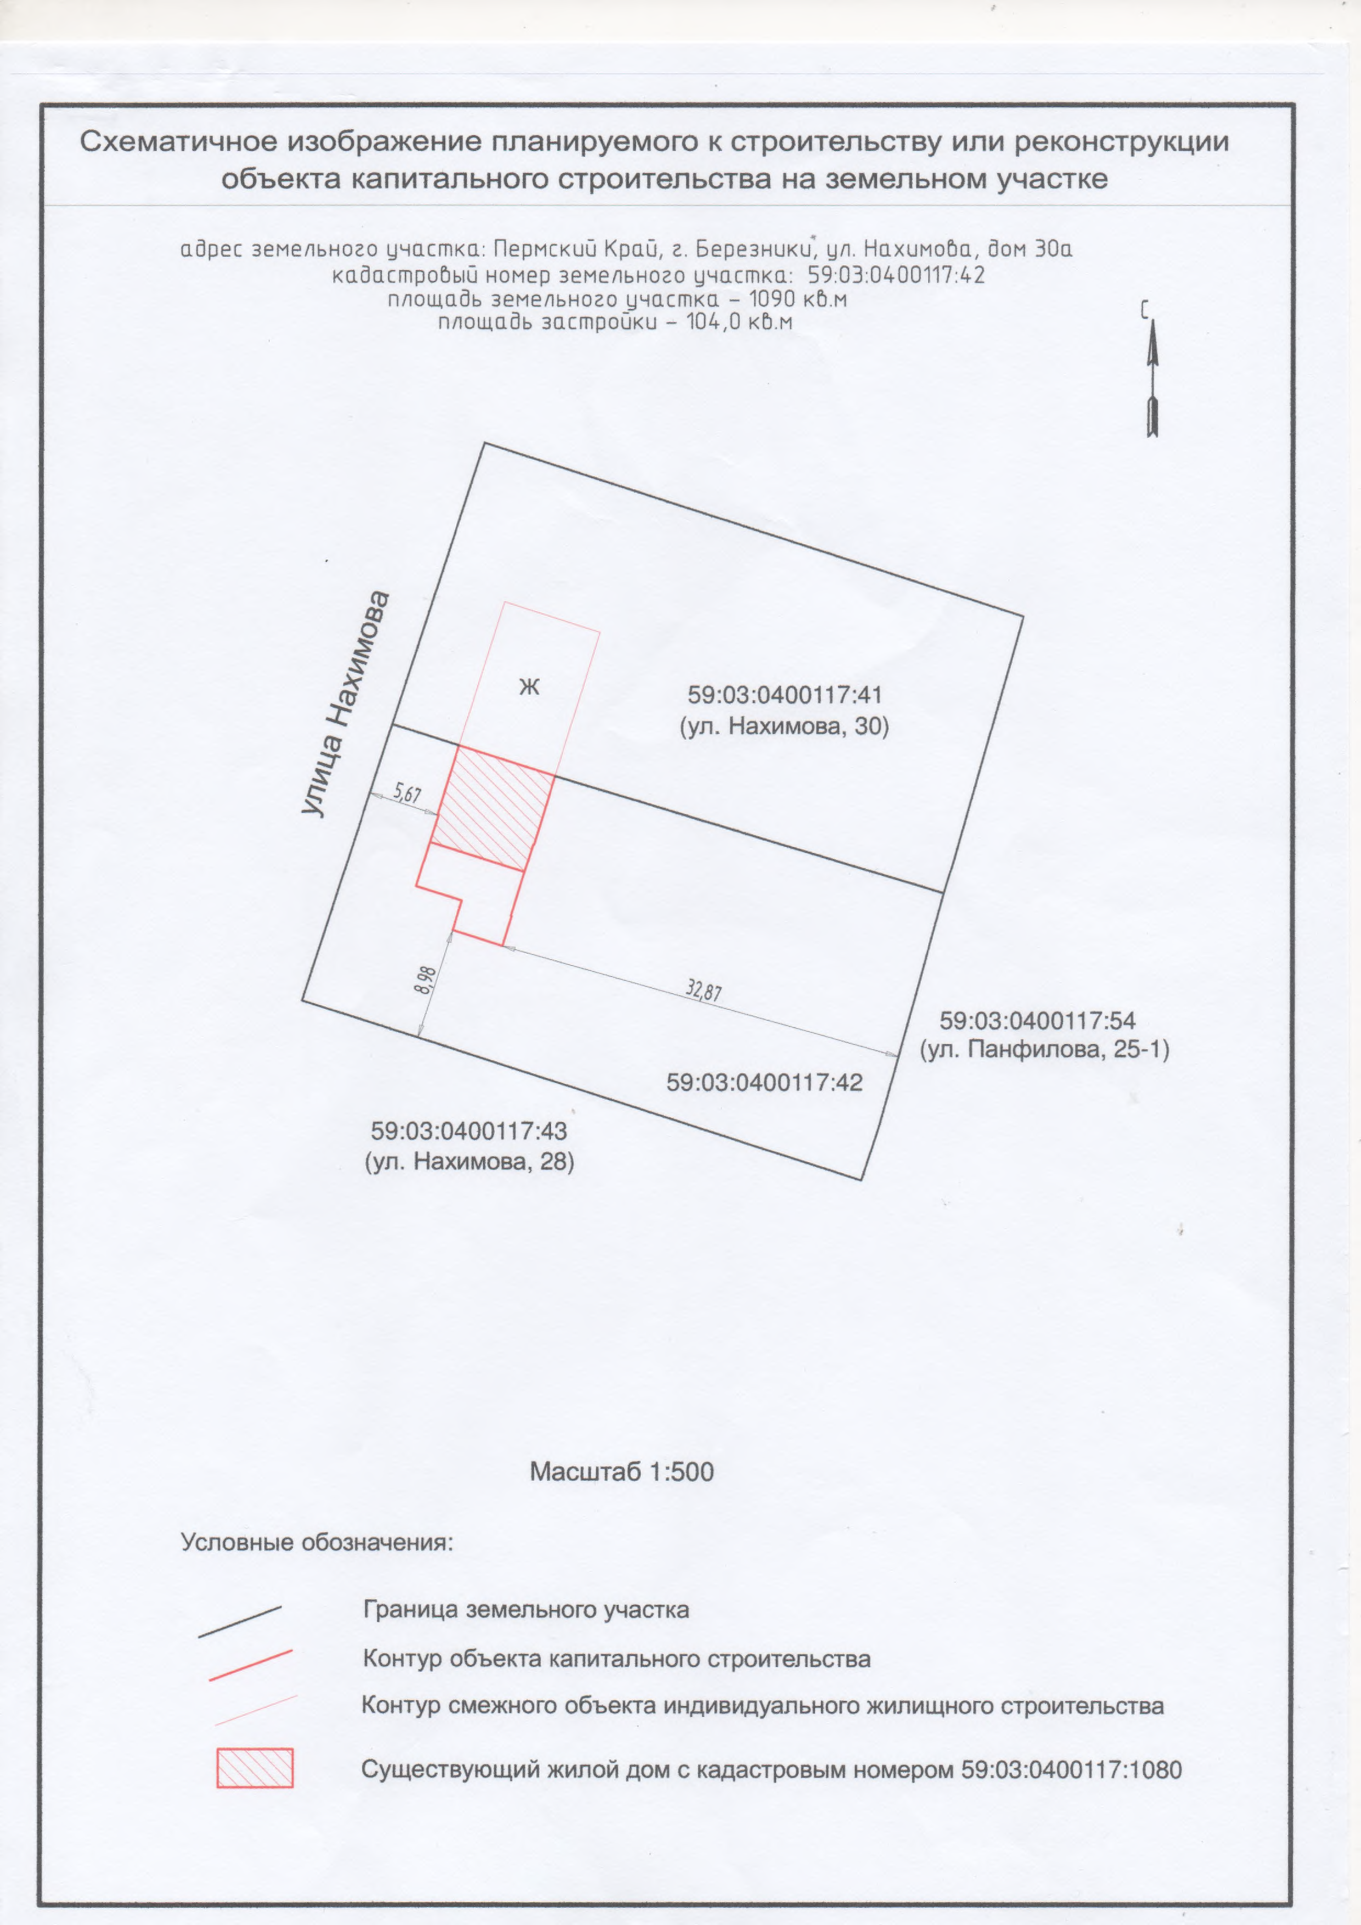 Схематичное изображение планируемого к строительству или реконструкции
объекта капитального строительства на земельном участке
адрес земельного участка: Пермский Край, г. Березники, ул. Нахимова, дом 30а
кадастровый номер земельного участка: 59:03:0400117:42
площадь земельного участка – 1090 кв.м
площадь застройки – 104,0 кв.м
С
улица Нахимова
Ж
59:03:0400117:41
(ул. Нахимова, 30)
5,67
8,98
32,87
59:03:0400117:54
(ул. Панфилова, 25-1)
59:03:0400117:42
59:03:0400117:43
(ул. Нахимова, 28)
Масштаб 1:500
Условные обозначения:
Граница земельного участка
Контур объекта капитального строительства
Контур смежного объекта индивидуального жилищного строительства
Существующий жилой дом с кадастровым номером 59:03:0400117:1080